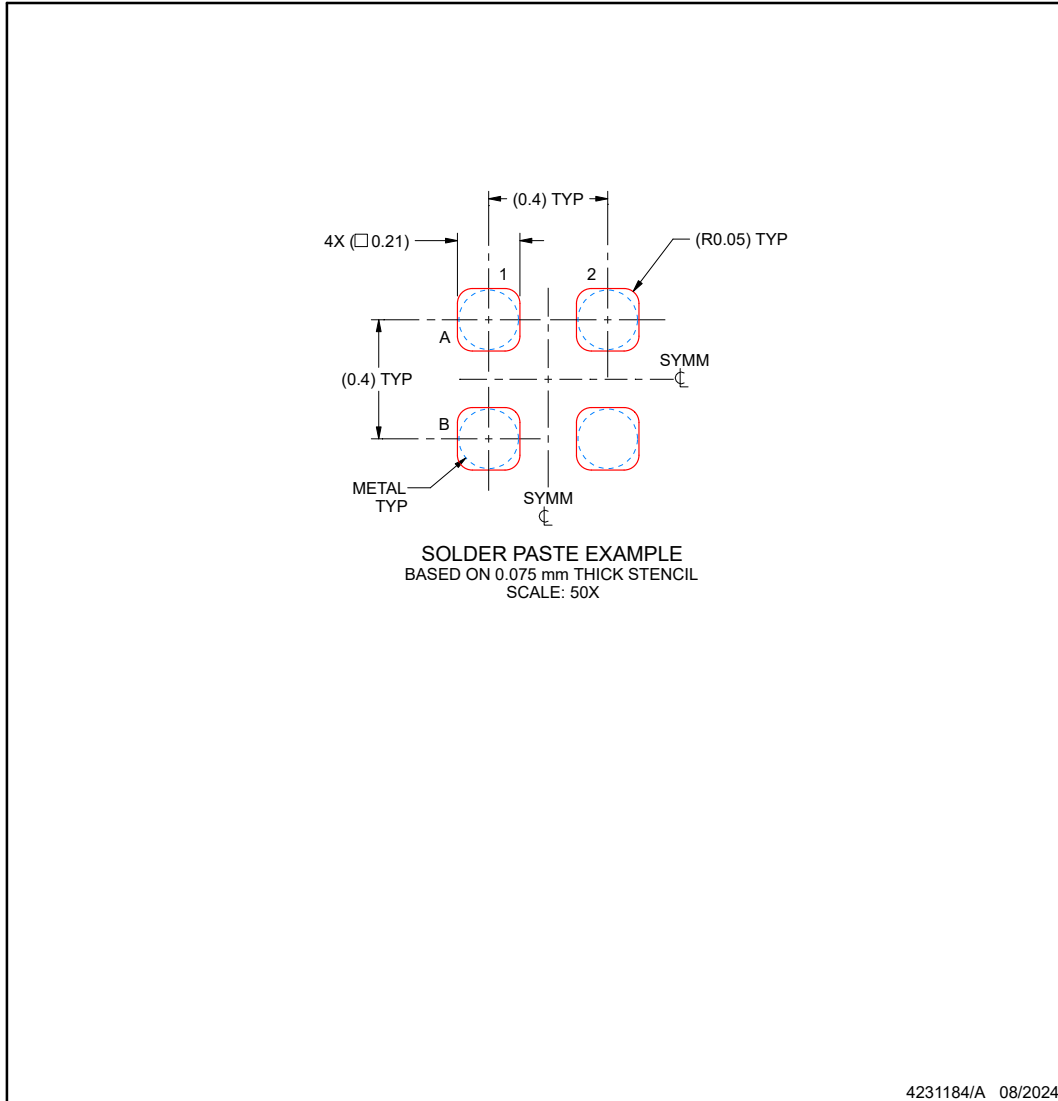 (0.4) TYP
4X (□0.21)
(R0.05) TYP
1
2
A
SYMM
℄
(0.4) TYP
B
METAL
TYP
SYMM
℄
SOLDER PASTE EXAMPLE
BASED ON 0.075 mm THICK STENCIL
SCALE: 50X
4231184/A 08/2024